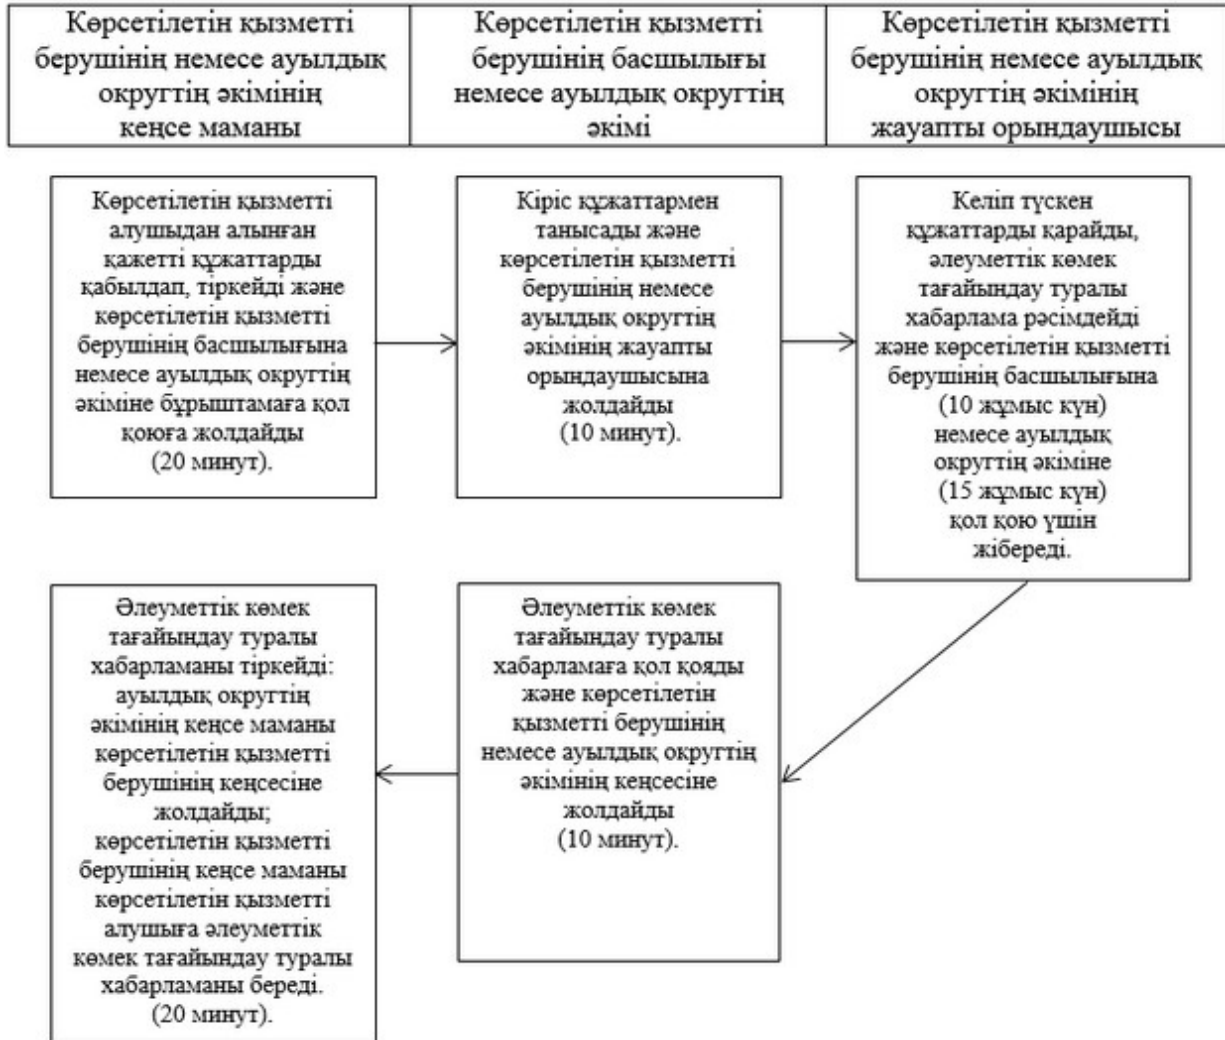 Көрсетілетін қызметті
берушінің немесе ауылдық
округтің әкімінің
кеңсе маманы
Көрсетілетін қызметті
берушінің басшылығы
немесе ауылдық округтің
әкімі
Көрсетілетін қызметті
берушінің немесе ауылдық
округтің әкімінің
жауапты орындаушысы
Көрсетілетін қызметті
алушыдан алынған
қажетті құжаттарды
қабылдап, тіркейді және
көрсетілетін қызметті
берушінің басшылығына
немесе ауылдық округтің
әкіміне бұрыштамаға қол
қоюға жолдайды
(20 минут).
Кіріс құжаттармен
танысады және
көрсетілетін қызметті
берушінің немесе
ауылдық округтің
әкімінің жауапты
орындаушысына
жолдайды
(10 минут).
Келіп түскен
құжаттарды қарайды,
әлеуметтік көмек
тағайындау туралы
хабарлама рәсімдейді
және көрсетілетін қызметті
берушінің басшылығына
(10 жұмыс күн)
немесе ауылдық
округтің әкіміне
(15 жұмыс күн)
қол қою үшін
жібереді.
Әлеуметтік көмек
тағайындау туралы
хабарламаны тіркейді:
ауылдық округтің
әкімінің кеңсе маманы
көрсетілетін қызметті
берушінің кеңсесіне
жолдайды;
көрсетілетін қызметті
берушінің кеңсе маманы
көрсетілетін қызметті
алушыға әлеуметтік
көмек тағайындау туралы
хабарламаны береді.
(20 минут).
Әлеуметтік көмек
тағайындау туралы
хабарламаға қол қояды
және көрсетілетін
қызметті берушінің
немесе ауылдық округтің
әкімінің кеңсесіне
жолдайды
(10 минут).